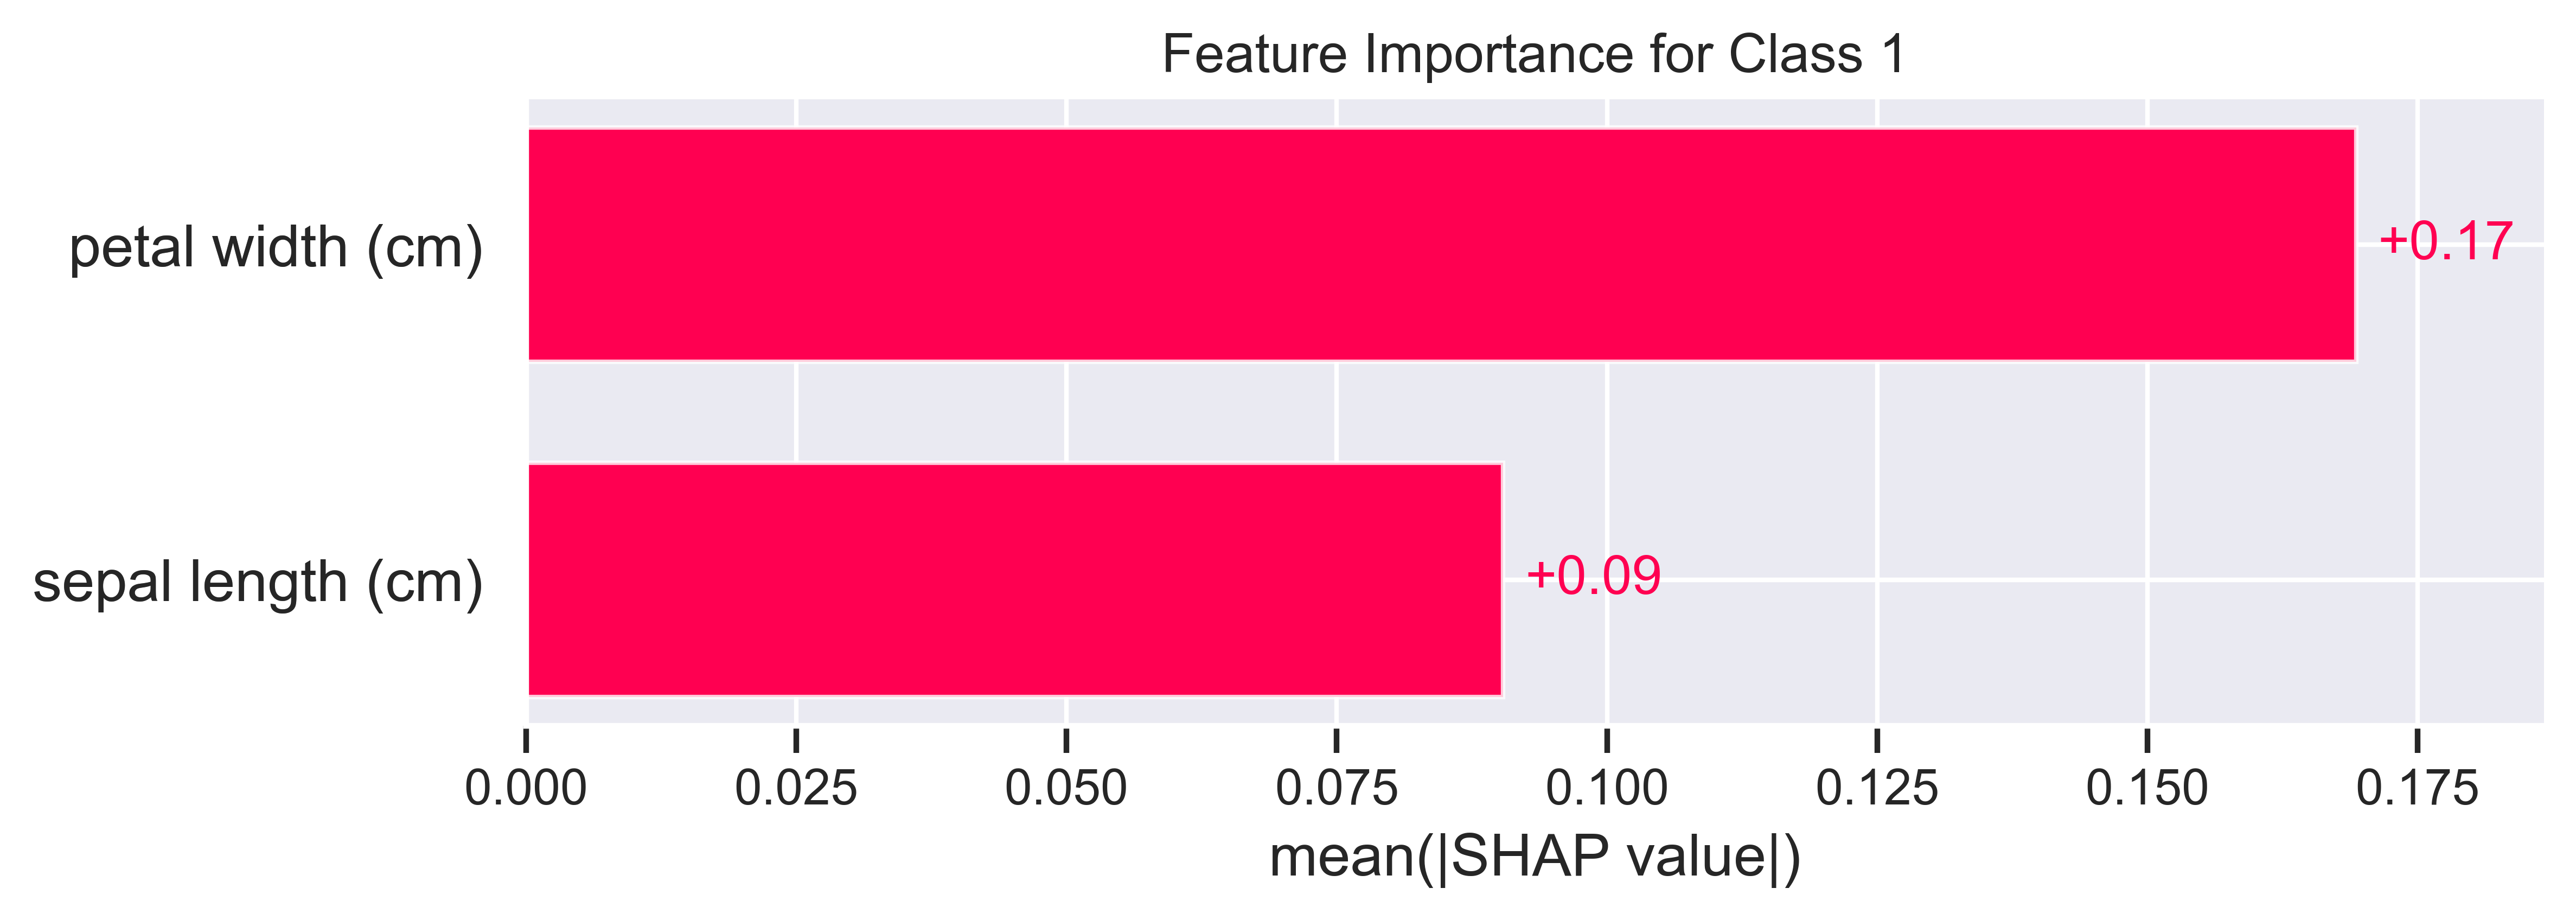 Feature Importance for Class 1
petal width (cm)
+0.17
sepal length (cm)
+0.09
0.000 0.025 0.050 0.075 0.100 0.125 0.150 0.175
mean(|SHAP value|)